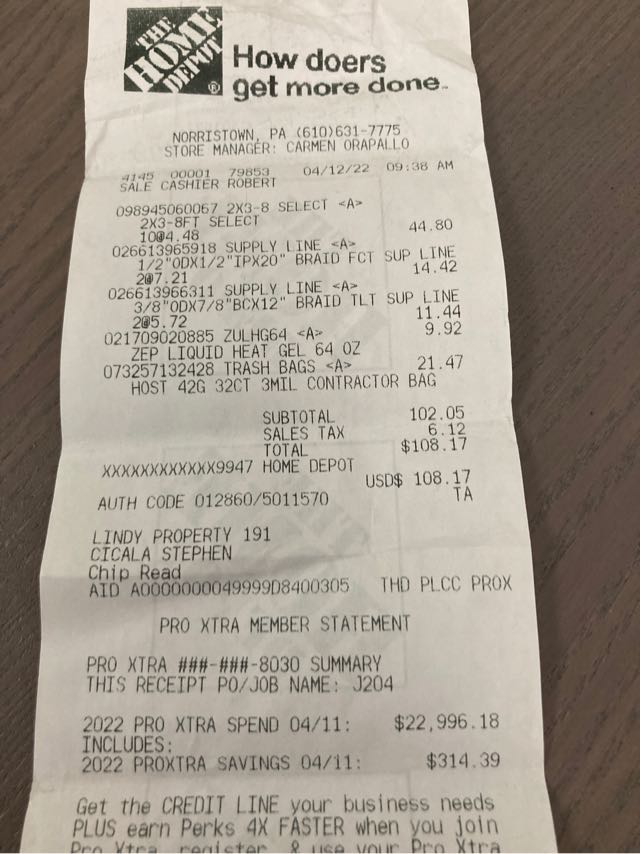 THE
HOME
DEPOT
®
How doers
get more done.™
NORRISTOWN, PA (610)631-7775
STORE MANAGER: CARMEN ORAPALLO
4145 00001 79853 04/12/22 09:38 AM
SALE CASHIER ROBERT
098945060067 2X3-8 SELECT <A>
2X3-8FT SELECT
10@4.48 44.80
026613965918 SUPPLY LINE <A>
1/2"ODX1/2"IPX20" BRAID FCT SUP LINE
2@7.21 14.42
026613966311 SUPPLY LINE <A>
3/8"ODX7/8"BCX12" BRAID TLT SUP LINE
2@5.72 11.44
021709020885 ZULHG64 <A> 9.92
ZEP LIQUID HEAT GEL 64 OZ
073257132428 TRASH BAGS <A> 21.47
HOST 42G 32CT 3MIL CONTRACTOR BAG
SUBTOTAL 102.05
SALES TAX 6.12
TOTAL $108.17
XXXXXXXXXXXX9947 HOME DEPOT
USD$ 108.17
AUTH CODE 012860/5011570 TA
LINDY PROPERTY 191
CICALA STEPHEN
Chip Read
AID A0000000049999D8400305 THD PLCC PROX
PRO XTRA MEMBER STATEMENT
PRO XTRA ###-###-8030 SUMMARY
THIS RECEIPT PO/JOB NAME: J204
2022 PRO XTRA SPEND 04/11: $22,996.18
INCLUDES:
2022 PROXTRA SAVINGS 04/11: $314.39
Get the CREDIT LINE your business needs
PLUS earn Perks 4X FASTER when you join
Pro Xtra, register, & use your Pro Xtra